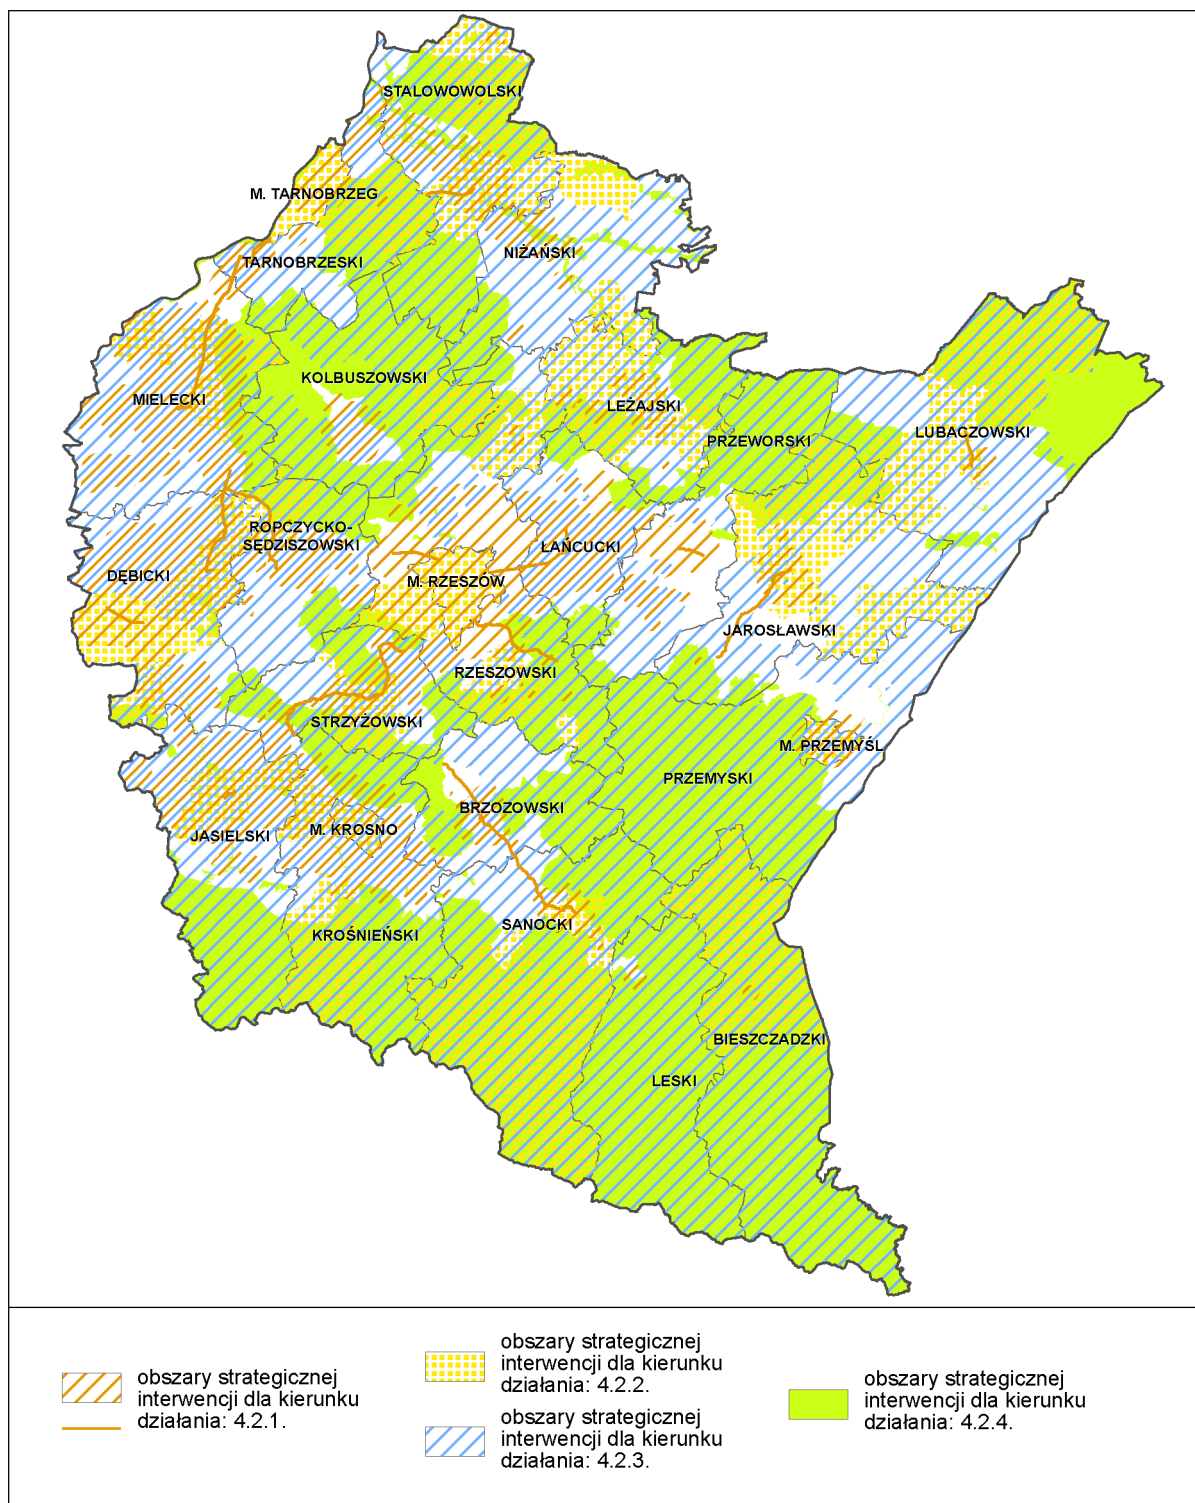 STALOWOWOLSKI
M. TARNOBRZEG
NIŻAŃSKI
TARNOBRZESKI
KOLBUSZOWSKI
MIELECKI
LEŻAJSKI
LUBACZOWSKI
PRZEWORSKI
ROPCZYCKO-
SĘDZISZOWSKI
ŁAŃCUCKI
DĘBICKI
M. RZESZÓW
JAROSŁAWSKI
RZESZOWSKI
STRZYŻOWSKI
M. PRZEMYŚL
PRZEMYSKI
BRZOZOWSKI
JASIELSKI
M. KROSNO
SANOCKI
KROŚNIEŃSKI
BIESZCZADZKI
LESKI
obszary strategicznej
interwencji dla kierunku
działania: 4.2.1.
obszary strategicznej
interwencji dla kierunku
działania: 4.2.2.
obszary strategicznej
interwencji dla kierunku
działania: 4.2.3.
obszary strategicznej
interwencji dla kierunku
działania: 4.2.4.